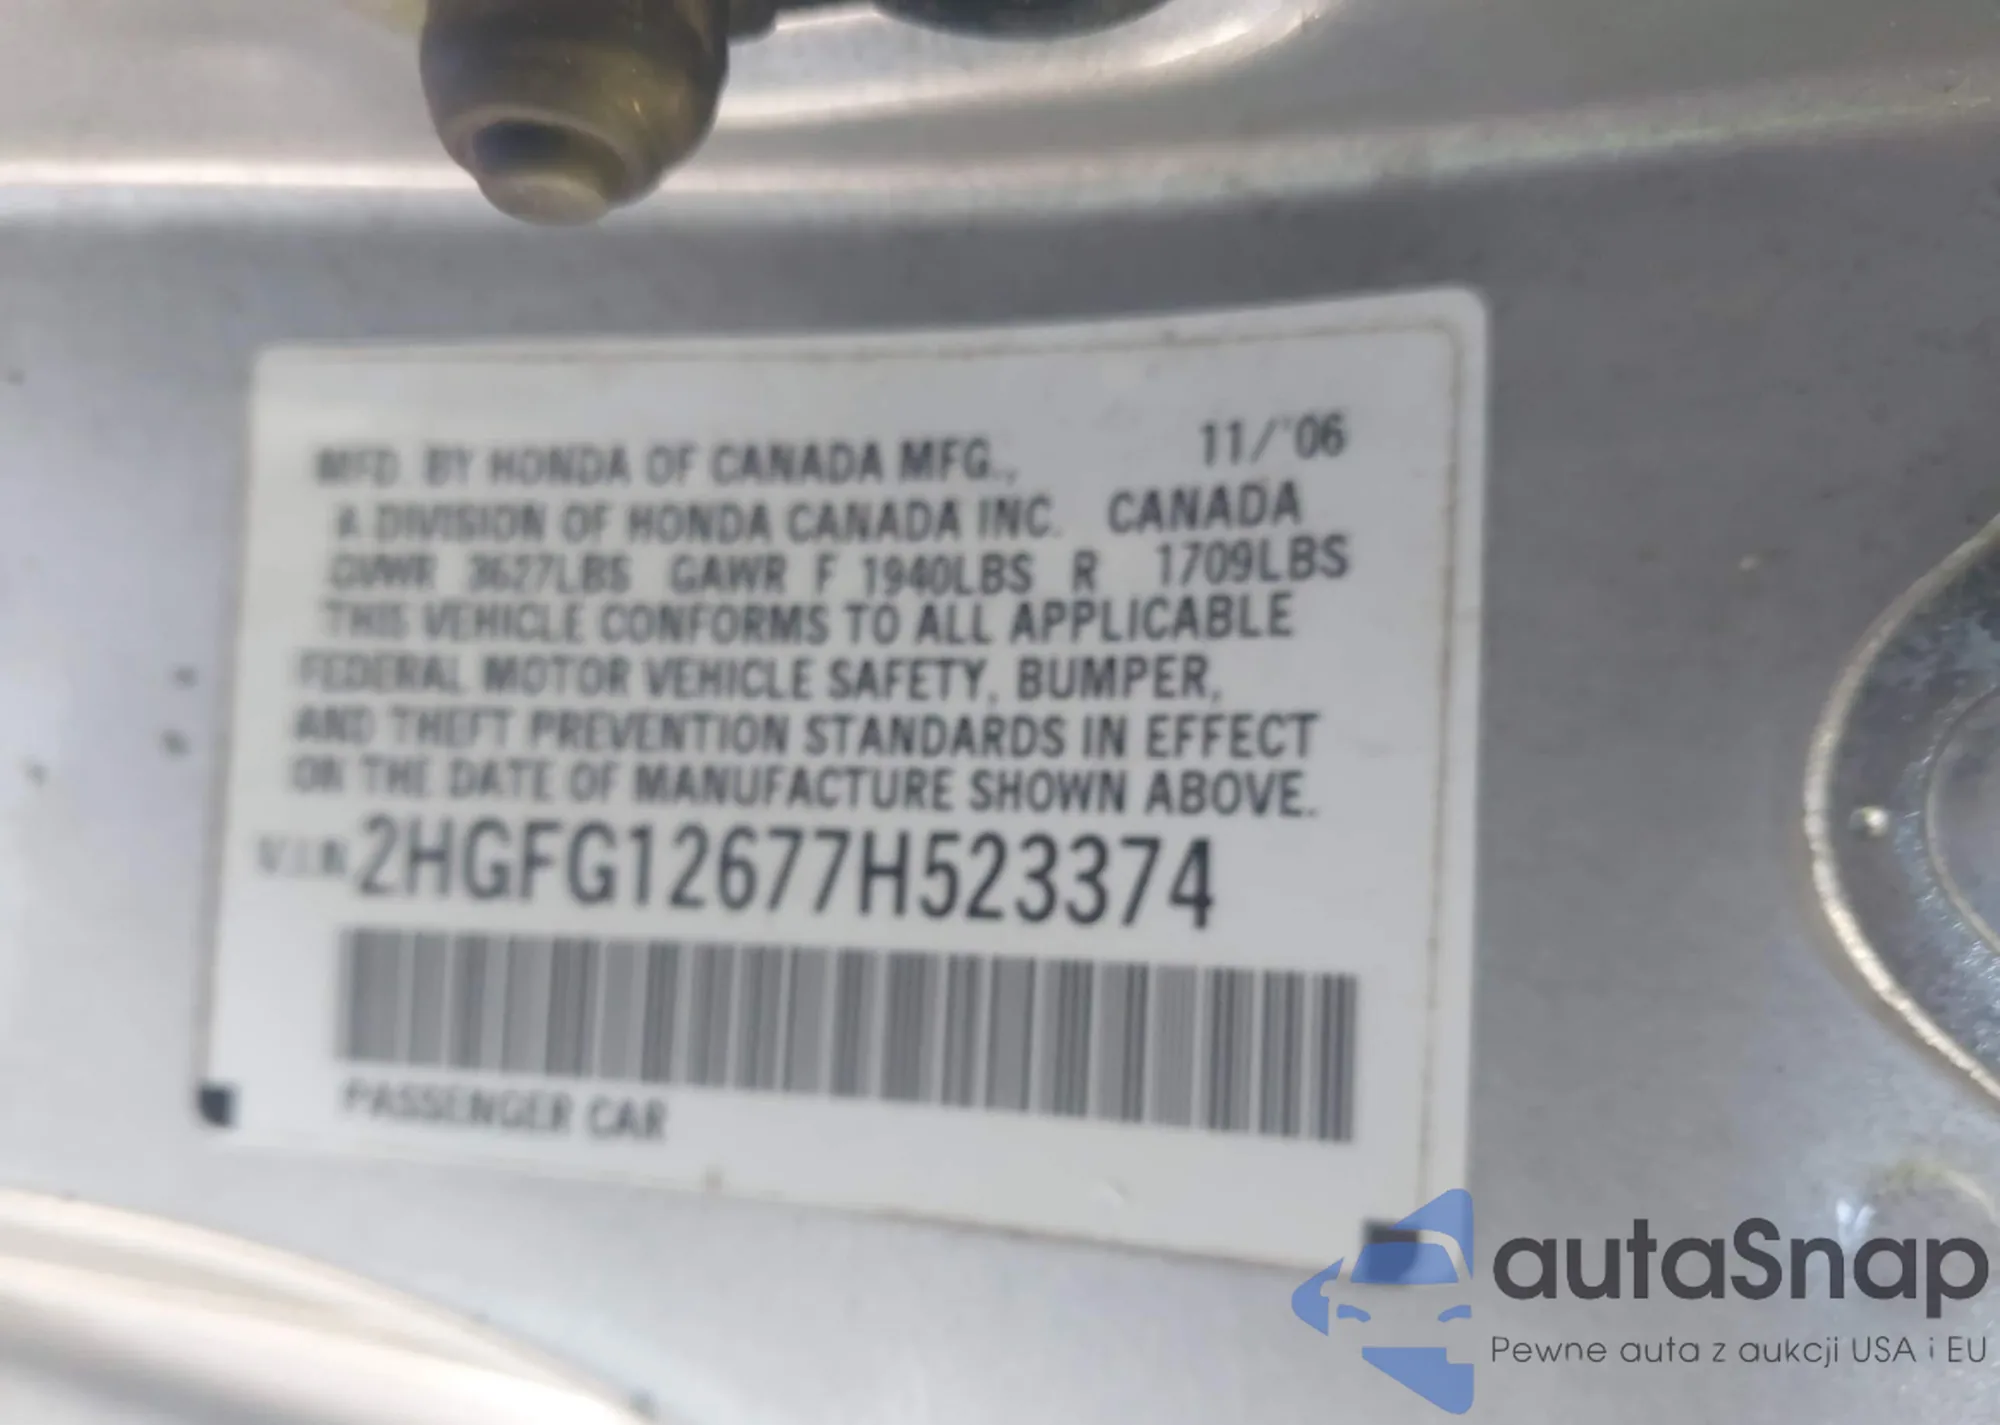 MFD. BY HONDA OF CANADA MFG., 11/'06
A DIVISION OF HONDA CANADA INC. CANADA
GVWR 3627LBS GAWR F 1940LBS R 1709LBS
THIS VEHICLE CONFORMS TO ALL APPLICABLE
FEDERAL MOTOR VEHICLE SAFETY, BUMPER,
AND THEFT PREVENTION STANDARDS IN EFFECT
ON THE DATE OF MANUFACTURE SHOWN ABOVE.
VIN 2HGFG12677H523374
PASSENGER CAR
autaSnap
Pewne auta z aukcji USA i EU